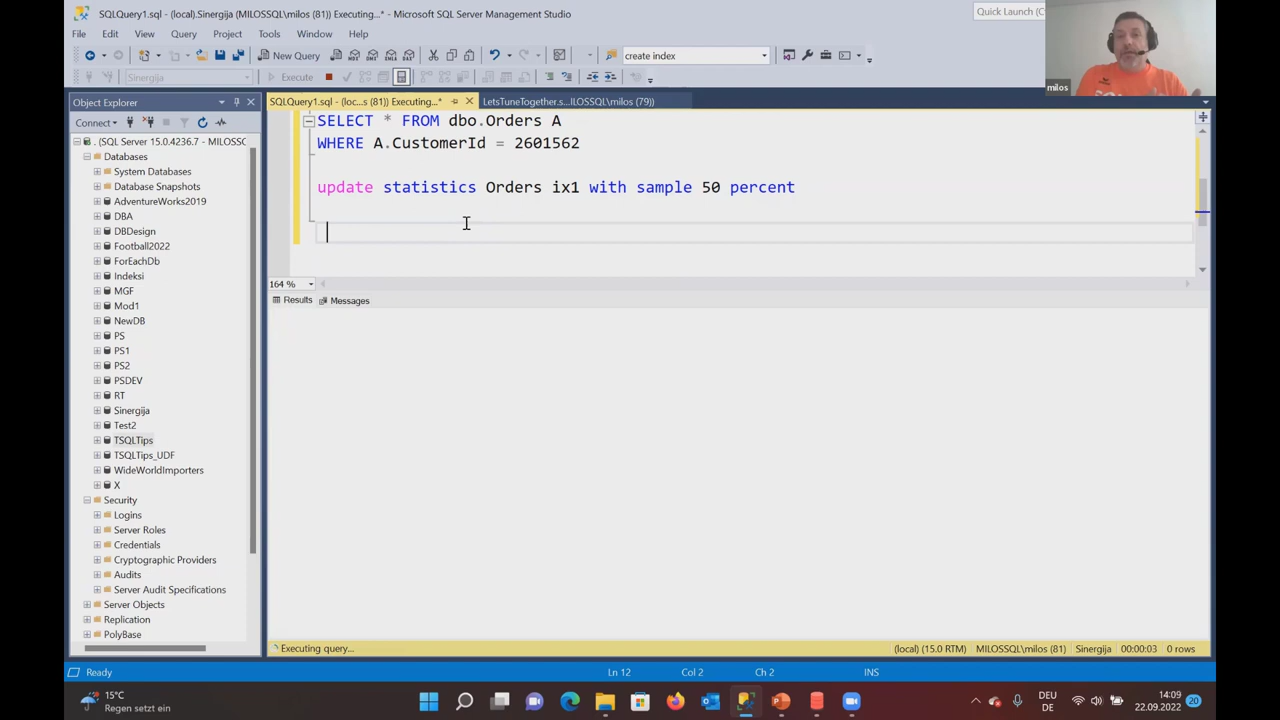 SQLQuery1.sql - (local).Sinergija (MILOSSQL\milos (81)) Executing...* - Microsoft SQL Server Management Studio
Quick Launch (C
File Edit View Query Project Tools Window Help
New Query
create index
Sinergija
Execute
milos
Object Explorer
SQLQuery1.sql - (loc...s (81)) Executing...*
LetsTuneTogether.s...ILOSSQL\milos (79))
Connect
. (SQL Server 15.0.4236.7 - MILOSSC
Databases
System Databases
Database Snapshots
AdventureWorks2019
DBA
DBDesign
Football2022
ForEachDb
Indeksi
MGF
Mod1
NewDB
PS
PS1
PS2
PSDEV
RT
Sinergija
Test2
TSQLTips
TSQLTips_UDF
WideWorldImporters
X
Security
Logins
Server Roles
Credentials
Cryptographic Providers
Audits
Server Audit Specifications
Server Objects
Replication
PolyBase
SELECT * FROM dbo.Orders A
WHERE A.CustomerId = 2601562
update statistics Orders ix1 with sample 50 percent
164 %
Results Messages
Executing query...
(local) (15.0 RTM) MILOSSQL\milos (81) Sinergija 00:00:03 0 rows
Ready
Ln 12 Col 2 Ch 2 INS
15°C
Regen setzt ein
DEU
DE
14:09
22.09.2022
20